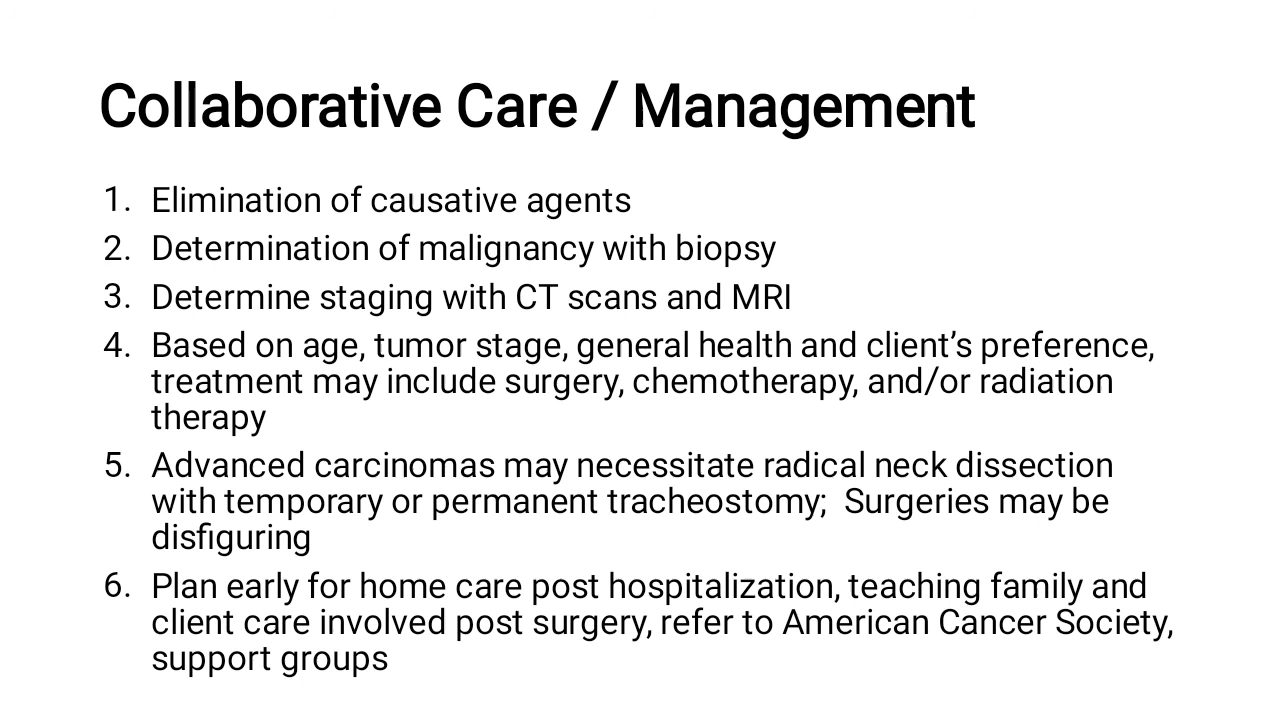 Collaborative Care / Management
1. Elimination of causative agents
2. Determination of malignancy with biopsy
3. Determine staging with CT scans and MRI
4. Based on age, tumor stage, general health and client’s preference,
treatment may include surgery, chemotherapy, and/or radiation
therapy
5. Advanced carcinomas may necessitate radical neck dissection
with temporary or permanent tracheostomy;  Surgeries may be
disfiguring
6. Plan early for home care post hospitalization, teaching family and
client care involved post surgery, refer to American Cancer Society,
support groups